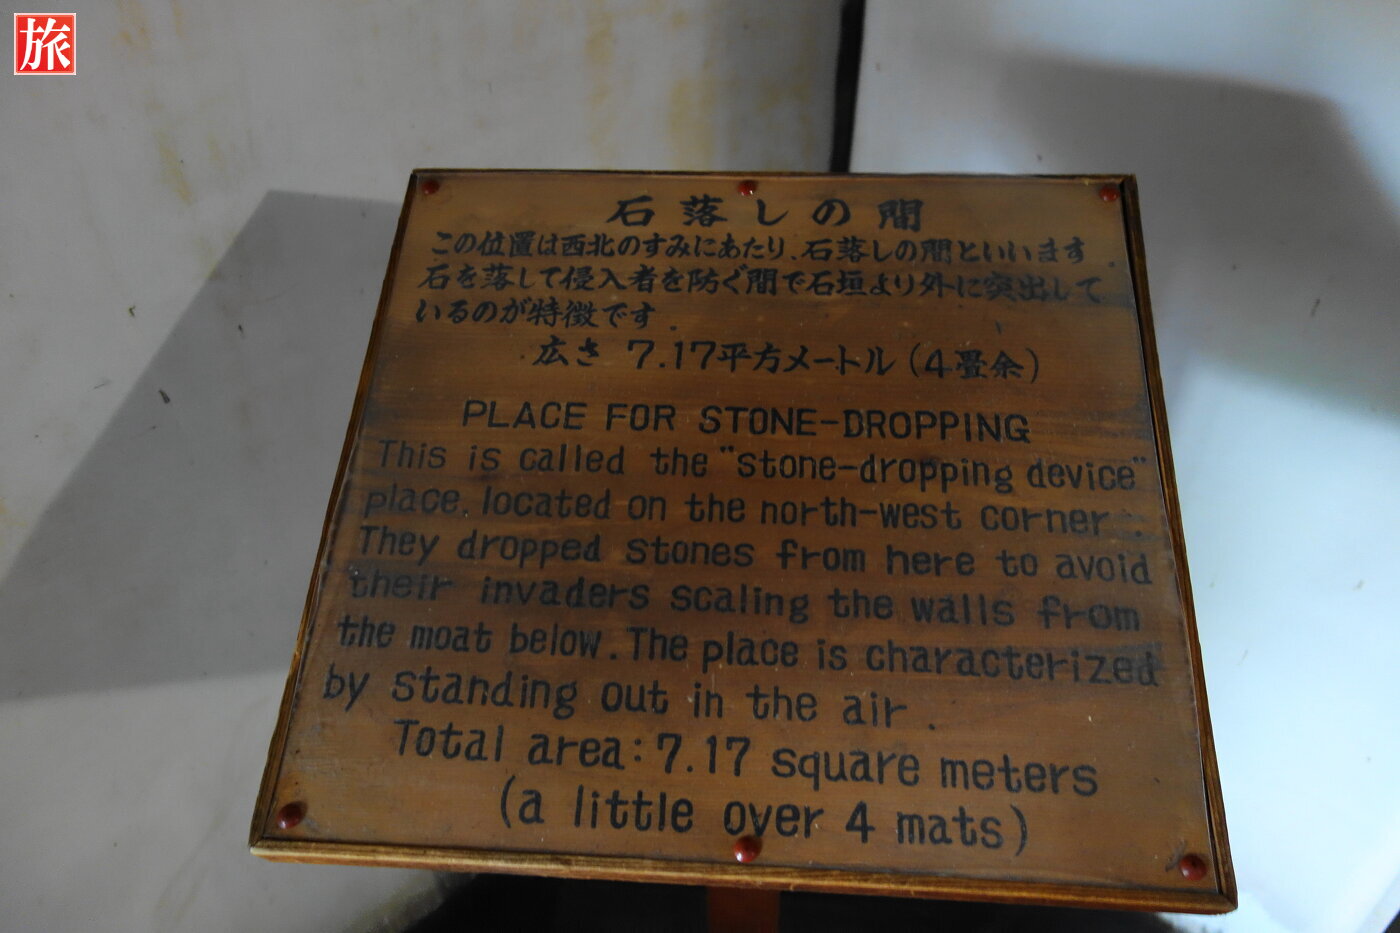 旅
石落しの間
この位置は西北のすみにあたり、石落しの間といいます。
石を落して侵入者を防ぐ間で石垣より外に突出して
いるのが特徴です。
広さ 7.17平方メートル(4畳余)
PLACE FOR STONE-DROPPING
This is called the "stone-dropping device"
place, located on the north-west corner.
They dropped stones from here to avoid
their invaders scaling the walls from
the moat below. The place is characterized
by standing out in the air.
Total area: 7.17 square meters
(a little over 4 mats)